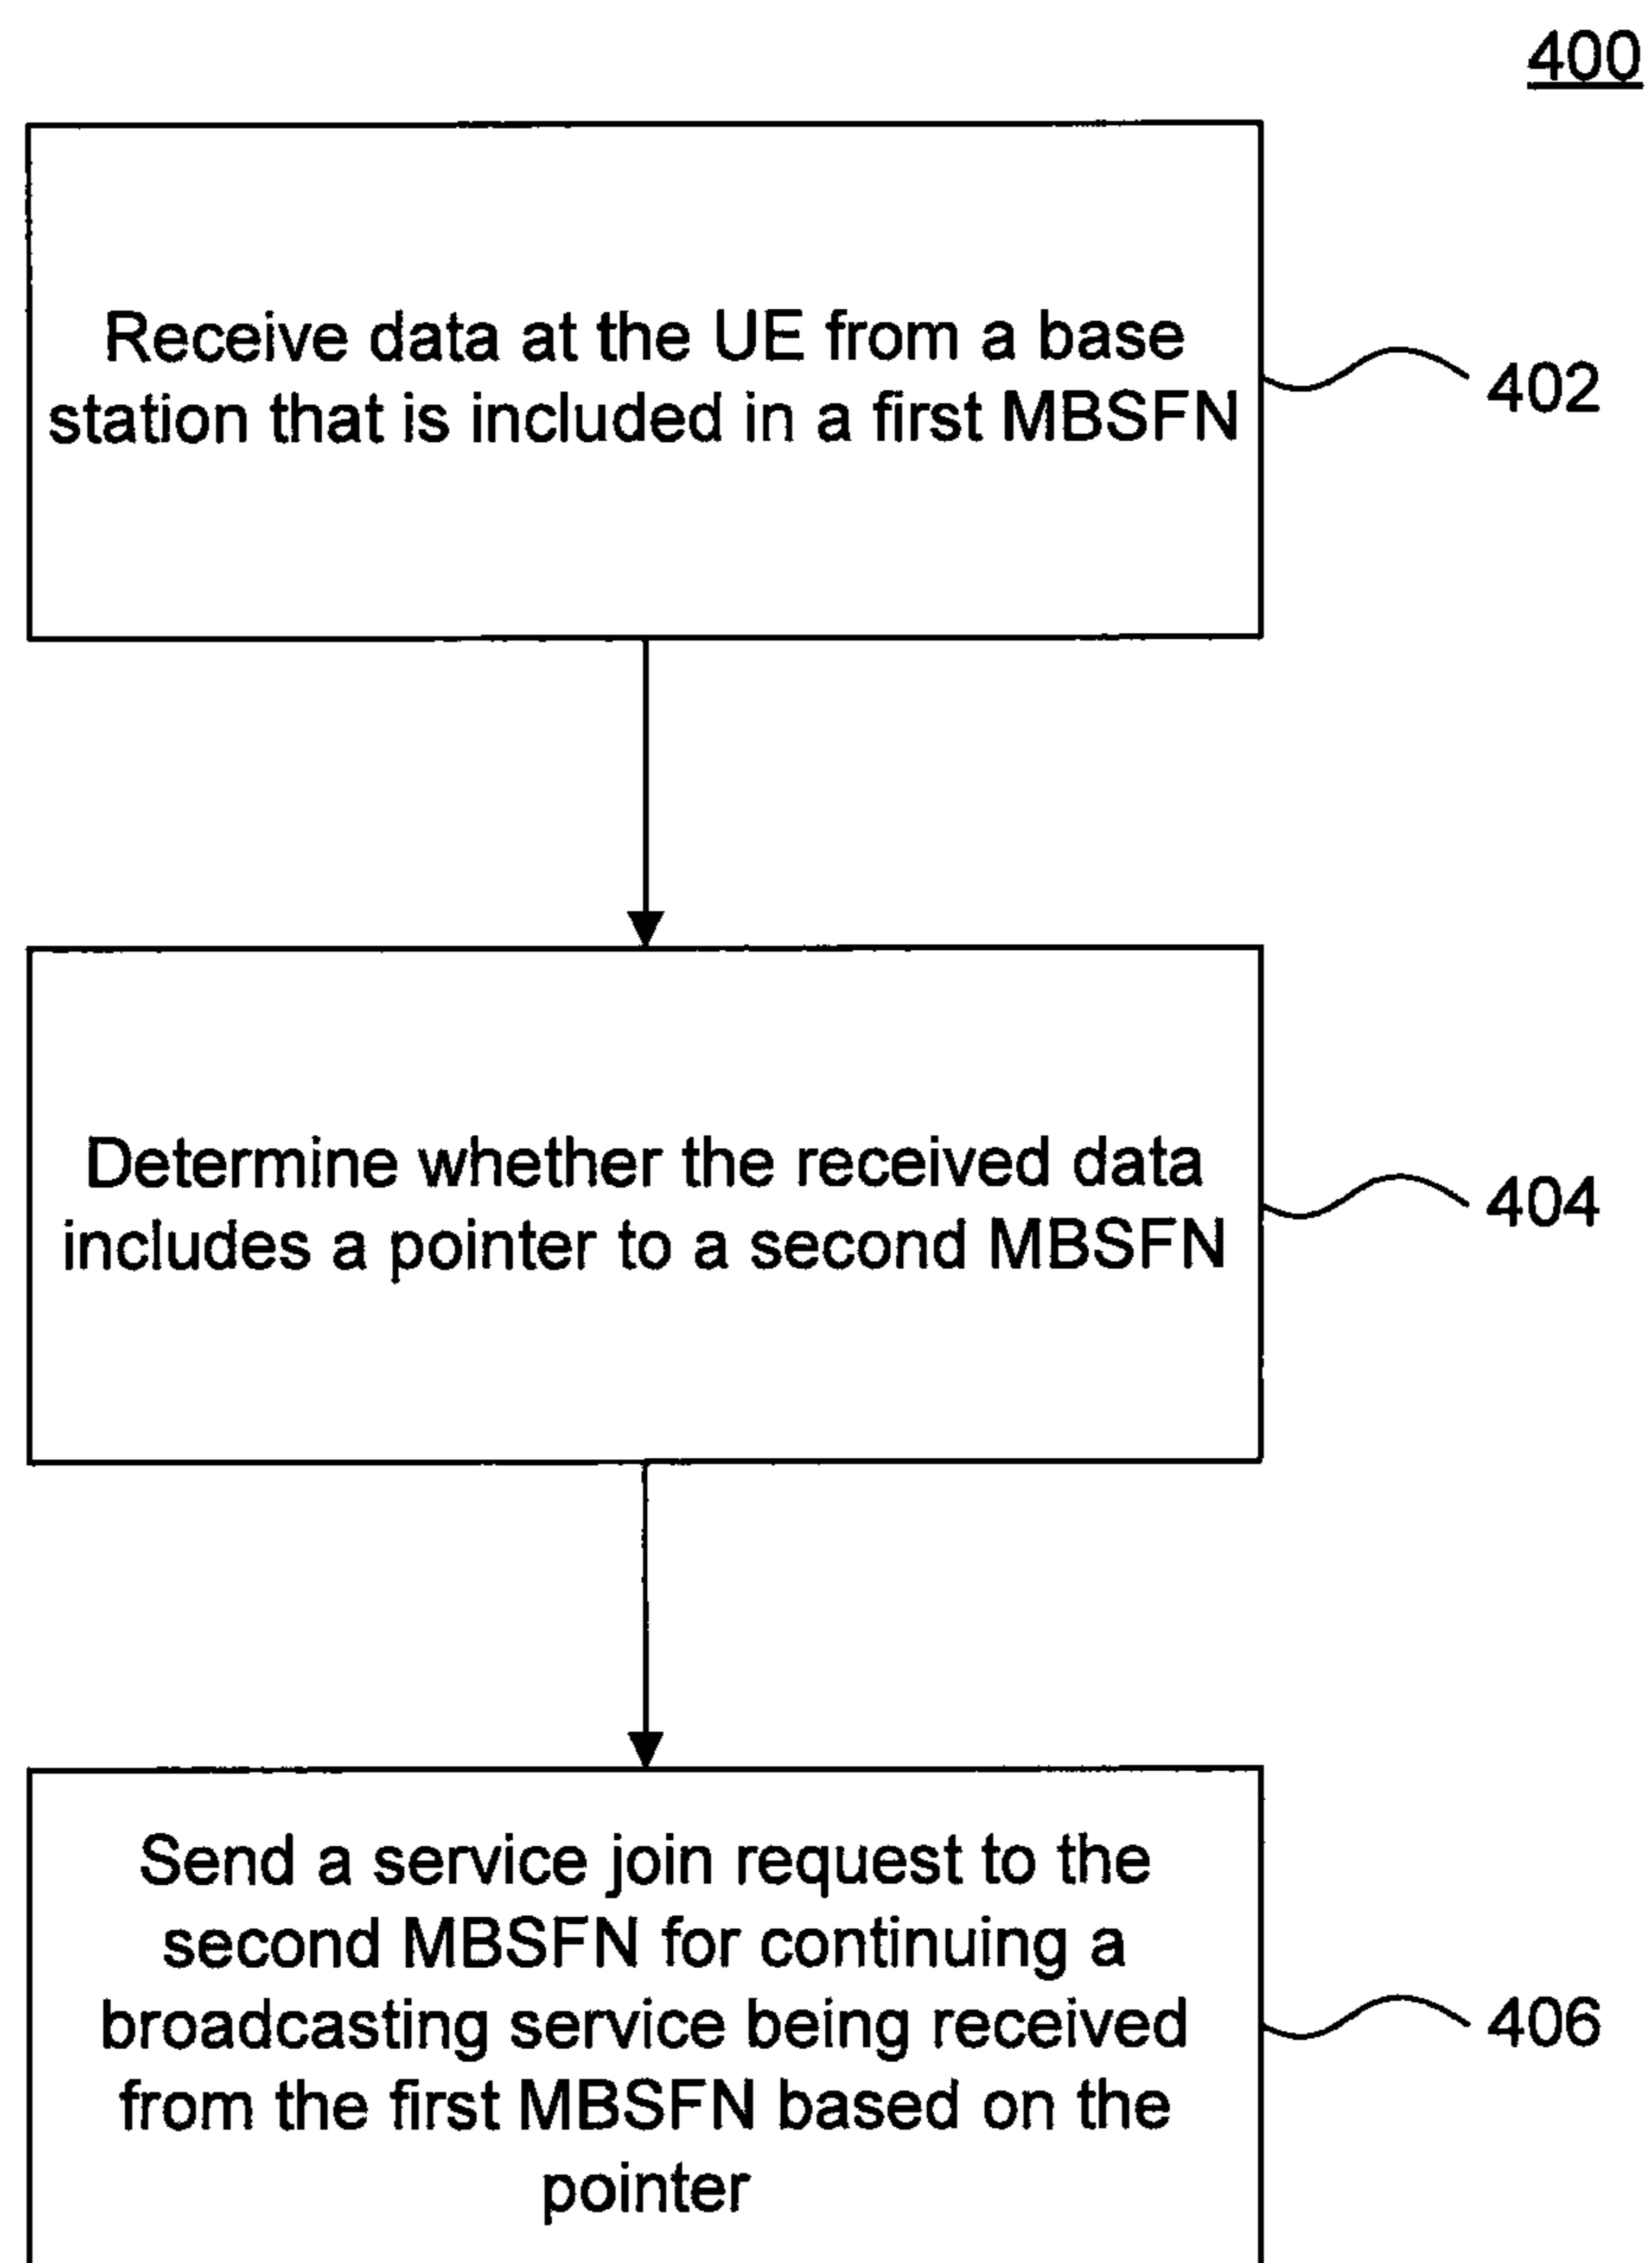 400
Receive data at the UE from a base
station that is included in a first MBSFN
402
Determine whether the received data
includes a pointer to a second MBSFN
404
Send a service join request to the
second MBSFN for continuing a
broadcasting service being received
from the first MBSFN based on the
pointer
406